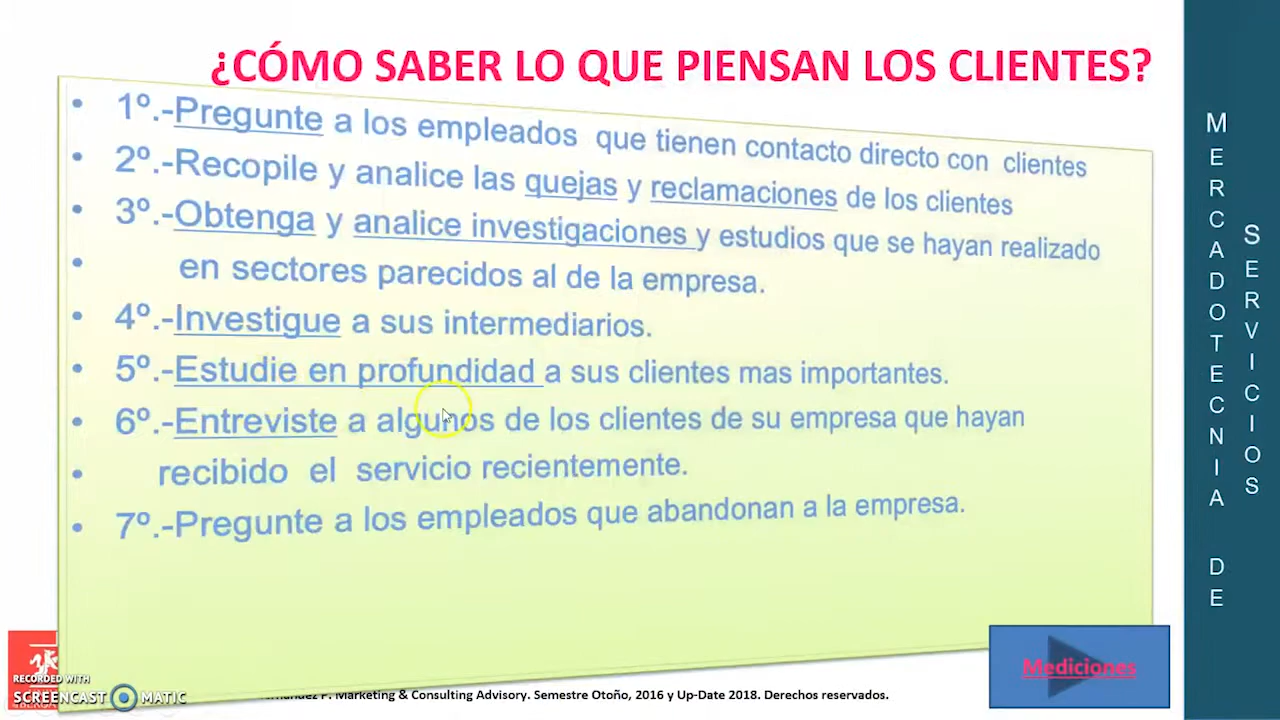 ¿CÓMO SABER LO QUE PIENSAN LOS CLIENTES?
• 1º.-Pregunte a los empleados que tienen contacto directo con clientes
• 2º.-Recopile y analice las quejas y reclamaciones de los clientes
• 3º.-Obtenga y analice investigaciones y estudios que se hayan realizado
• en sectores parecidos al de la empresa.
• 4º.-Investigue a sus intermediarios.
• 5º.-Estudie en profundidad a sus clientes mas importantes.
• 6º.-Entreviste a algunos de los clientes de su empresa que hayan
• recibido el servicio recientemente.
• 7º.-Pregunte a los empleados que abandonan a la empresa.
MERCADOTECNIA DE
SERVICIOS
Mediciones
RECORDED WITH
SCREENCAST MATIC
Marketing & Consulting Advisory. Semestre Otoño, 2016 y Up-Date 2018. Derechos reservados.